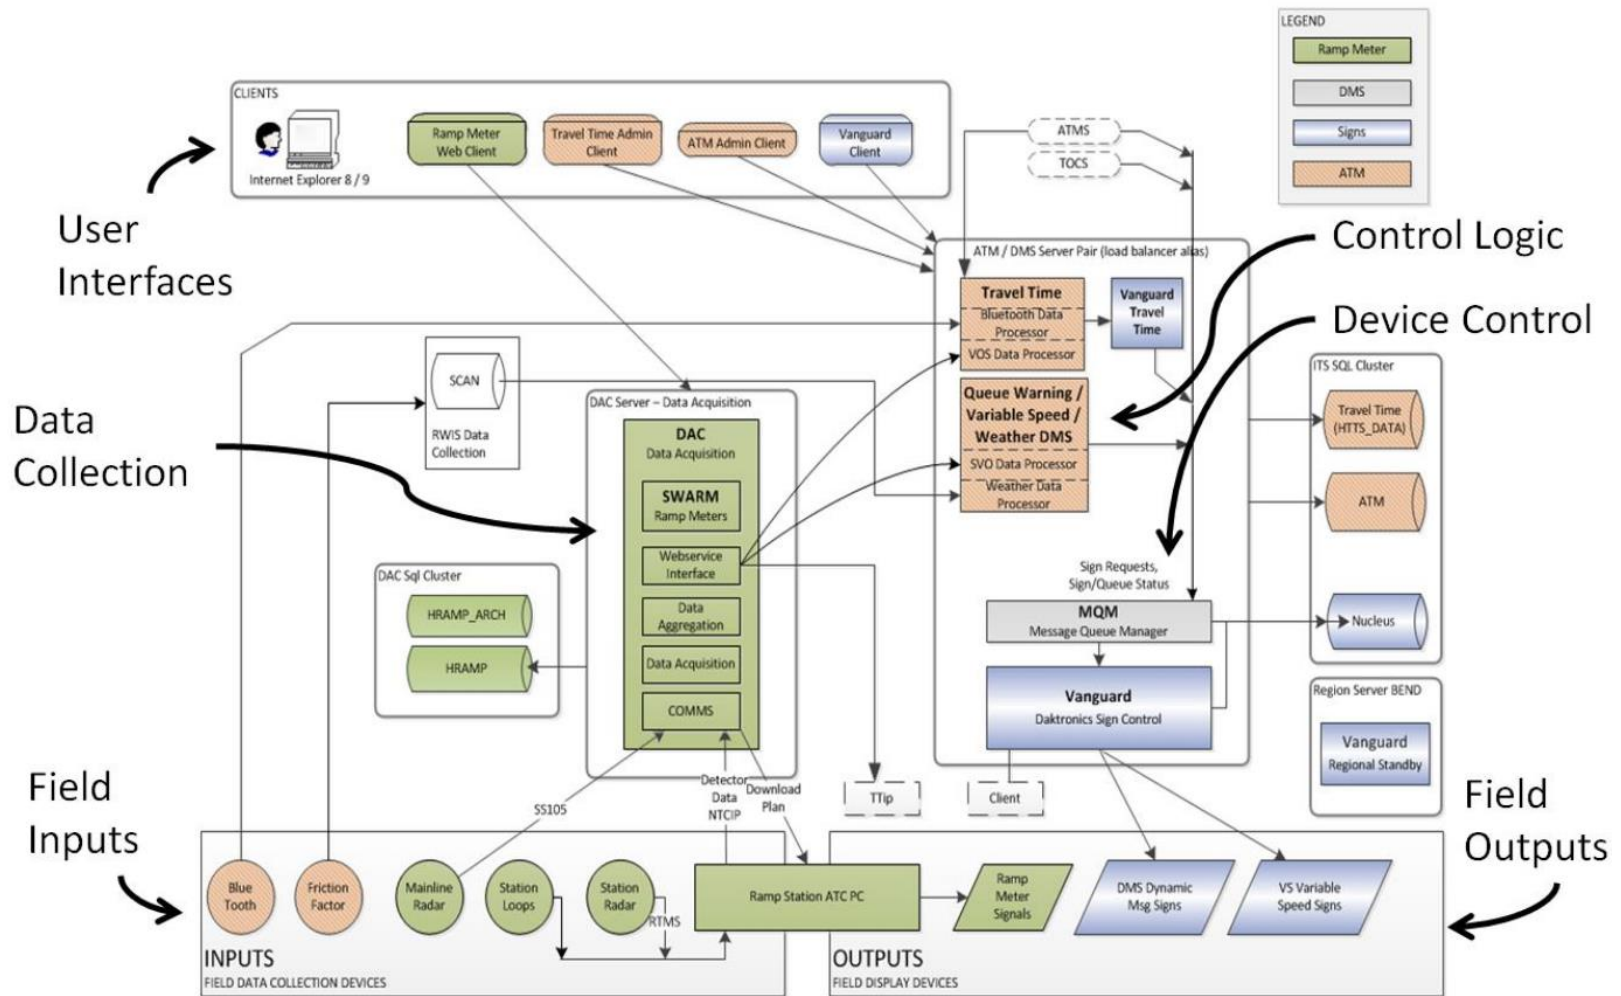 LEGEND
Ramp Meter
DMS
Signs
ATM
CLIENTS
Internet Explorer 8 / 9
Ramp Meter
Web Client
Travel Time Admin
Client
ATM Admin Client
Vanguard
Client
ATMS
TOCS
User
Interfaces
Control Logic
Device Control
ATM / DMS Server Pair (load balancer alias)
Travel Time
Bluetooth Data
Processor
VOS Data Processor
Vanguard
Travel
Time
Queue Warning /
Variable Speed /
Weather DMS
SVO Data Processor
Weather Data
Processor
SCAN
RWIS Data
Collection
Data
Collection
DAC Server – Data Acquisition
DAC
Data Acquisition
SWARM
Ramp Meters
Webservice
Interface
Data
Aggregation
Data Acquisition
COMMS
DAC Sql Cluster
HRAMP_ARCH
HRAMP
ITS SQL Cluster
Travel Time
(HTTS_DATA)
ATM
Nucleus
Sign Requests,
Sign/Queue Status
MQM
Message Queue Manager
Vanguard
Daktronics Sign Control
Region Server BEND
Vanguard
Regional Standby
TTip
Client
SS105
Detector
Data
NTCIP
Download
Plan
Field
Inputs
Field
Outputs
Blue
Tooth
Friction
Factor
Mainline
Radar
Station
Loops
Station
Radar
RTMS
Ramp Station ATC PC
Ramp
Meter
Signals
DMS Dynamic
Msg Signs
VS Variable
Speed Signs
INPUTS
FIELD DATA COLLECTION DEVICES
OUTPUTS
FIELD DISPLAY DEVICES